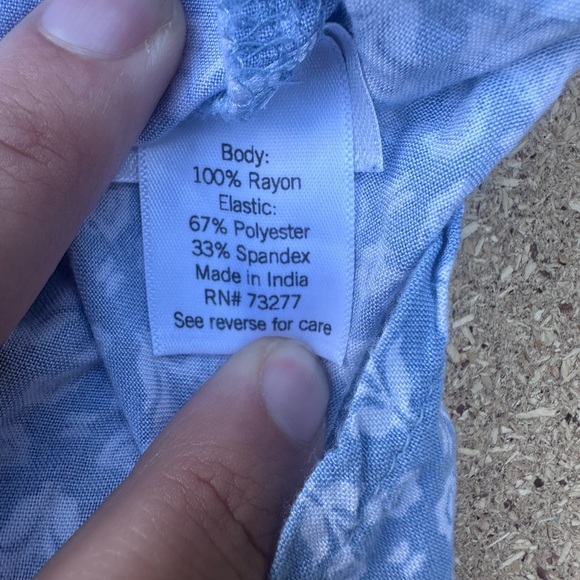 Body:
100% Rayon
Elastic:
67% Polyester
33% Spandex
Made in India
RN# 73277
See reverse for care